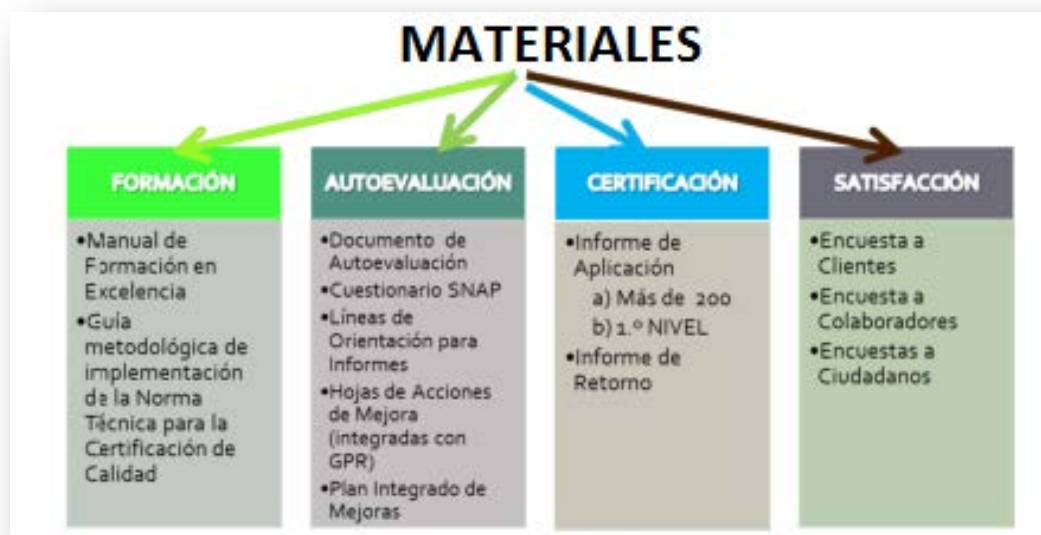 MATERIALES
FORMACIÓN
•Manual de
Formación en
Excelencia
•Guía
metodológica de
implementación
de la Norma
Técnica para la
Certificación de
Calidad
AUTOEVALUACIÓN
•Documento de
Autoevaluación
•Cuestionario SNAP
•Líneas de
Orientación para
Informes
•Hojas de Acciones
de Mejora
(integradas con
GPR)
•Plan Integrado de
Mejoras
CERTIFICACIÓN
•Informe de
Aplicación
a) Más de 200
b) 1.º NIVEL
•Informe de
Retorno
SATISFACCIÓN
•Encuesta a
Clientes
•Encuesta a
Colaboradores
•Encuestas a
Ciudadanos